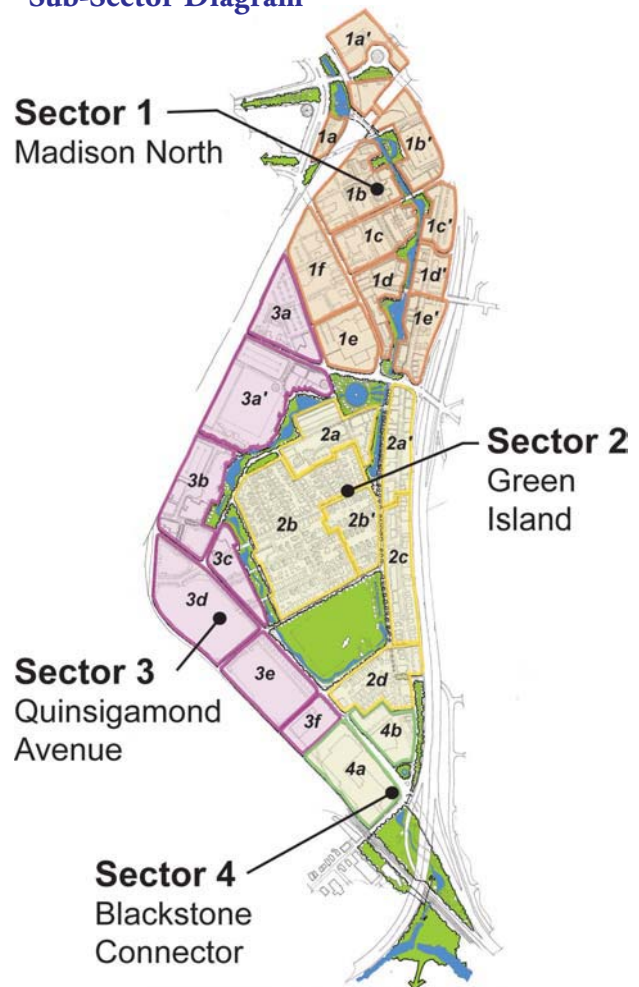 Sub-Sector Diagram
1a'
Sector 1
Madison North
1a
1b'
1b
1c'
1c
1f
1d'
1d
3a
1e'
1e
3a'
2a
2a'
Sector 2
Green
Island
3b
2b
2b'
3c
2c
3d
Sector 3
Quinsigamond
Avenue
3e
2d
3f
4b
4a
Sector 4
Blackstone
Connector